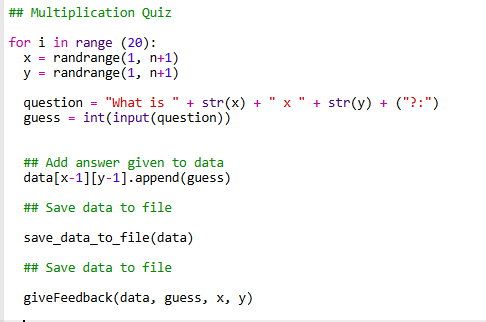 ## Multiplication Quiz
for i in range (20):
x = randrange(1, n+1)
y = randrange(1, n+1)
question = "What is " + str(x) + " x " + str(y) + ("?:")
guess = int(input(question))
## Add answer given to data
data[x-1][y-1].append(guess)
## Save data to file
save_data_to_file(data)
## Save data to file
giveFeedback(data, guess, x, y)